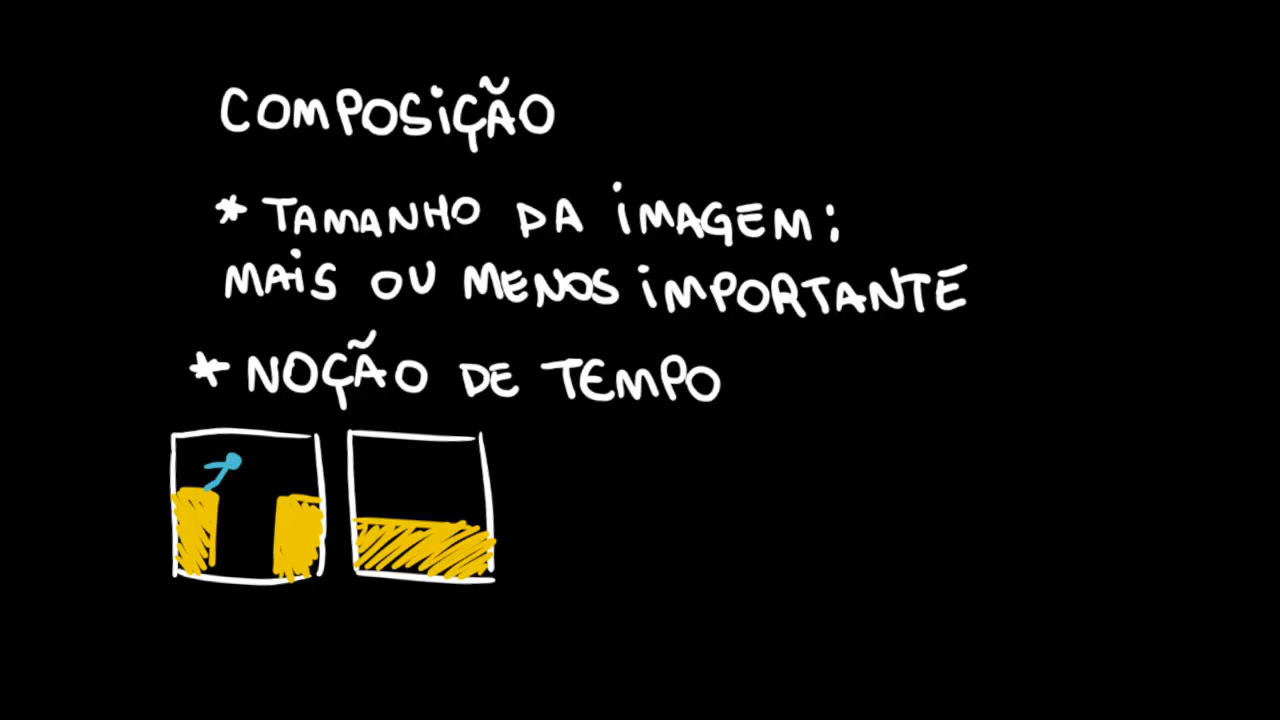 COMPOSIÇÃO
* TAMANHO DA IMAGEM:
MAIS OU MENOS IMPORTANTE
* NOÇÃO DE TEMPO